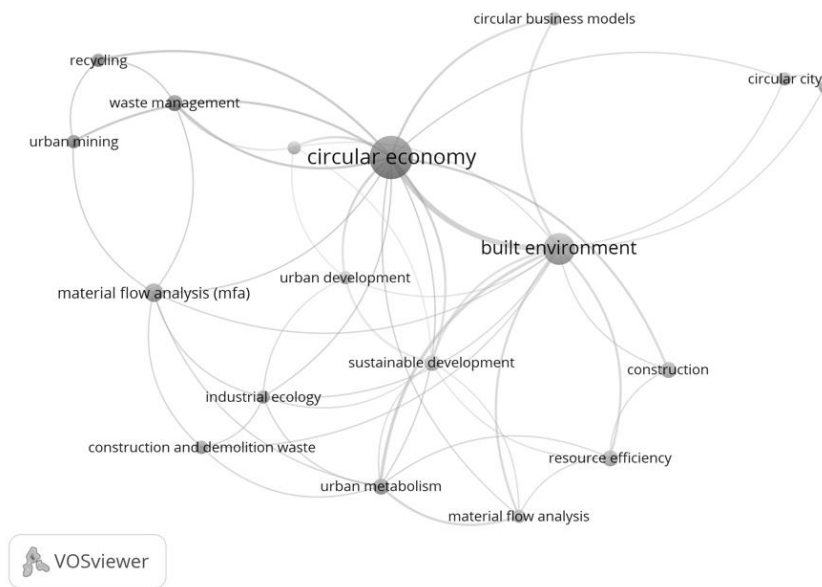 circular business models
recycling
circular city
waste management
urban mining
circular economy
built environment
urban development
material flow analysis (mfa)
sustainable development
construction
industrial ecology
construction and demolition waste
resource efficiency
urban metabolism
material flow analysis
VOSviewer